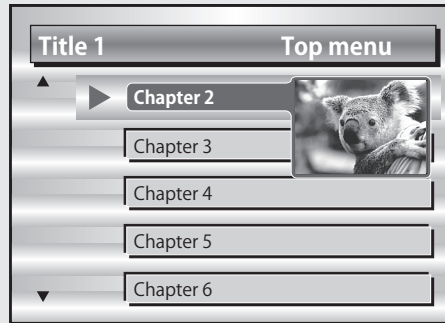 Title 1 Top menu
Chapter 2
Chapter 3
Chapter 4
Chapter 5
Chapter 6